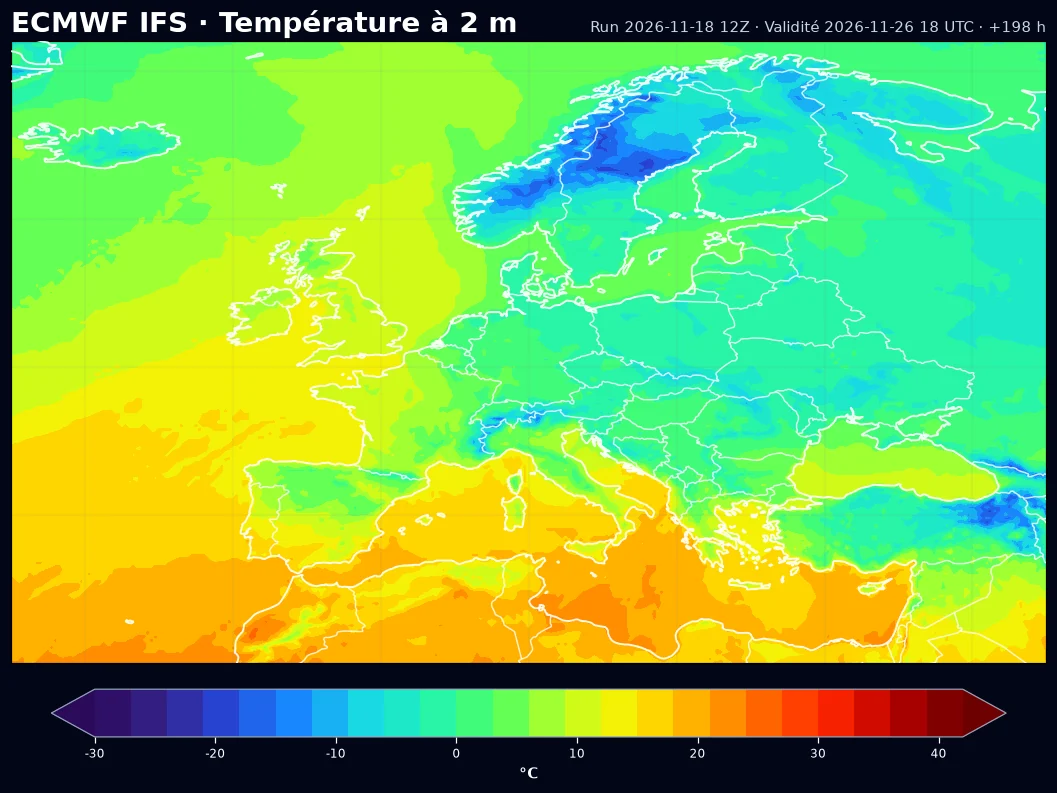 ECMWF IFS · Température à 2 m
Run 2026-11-18 12Z · Validité 2026-11-26 18 UTC · +198 h
-30 -20 -10 0 10 20 30 40
°C